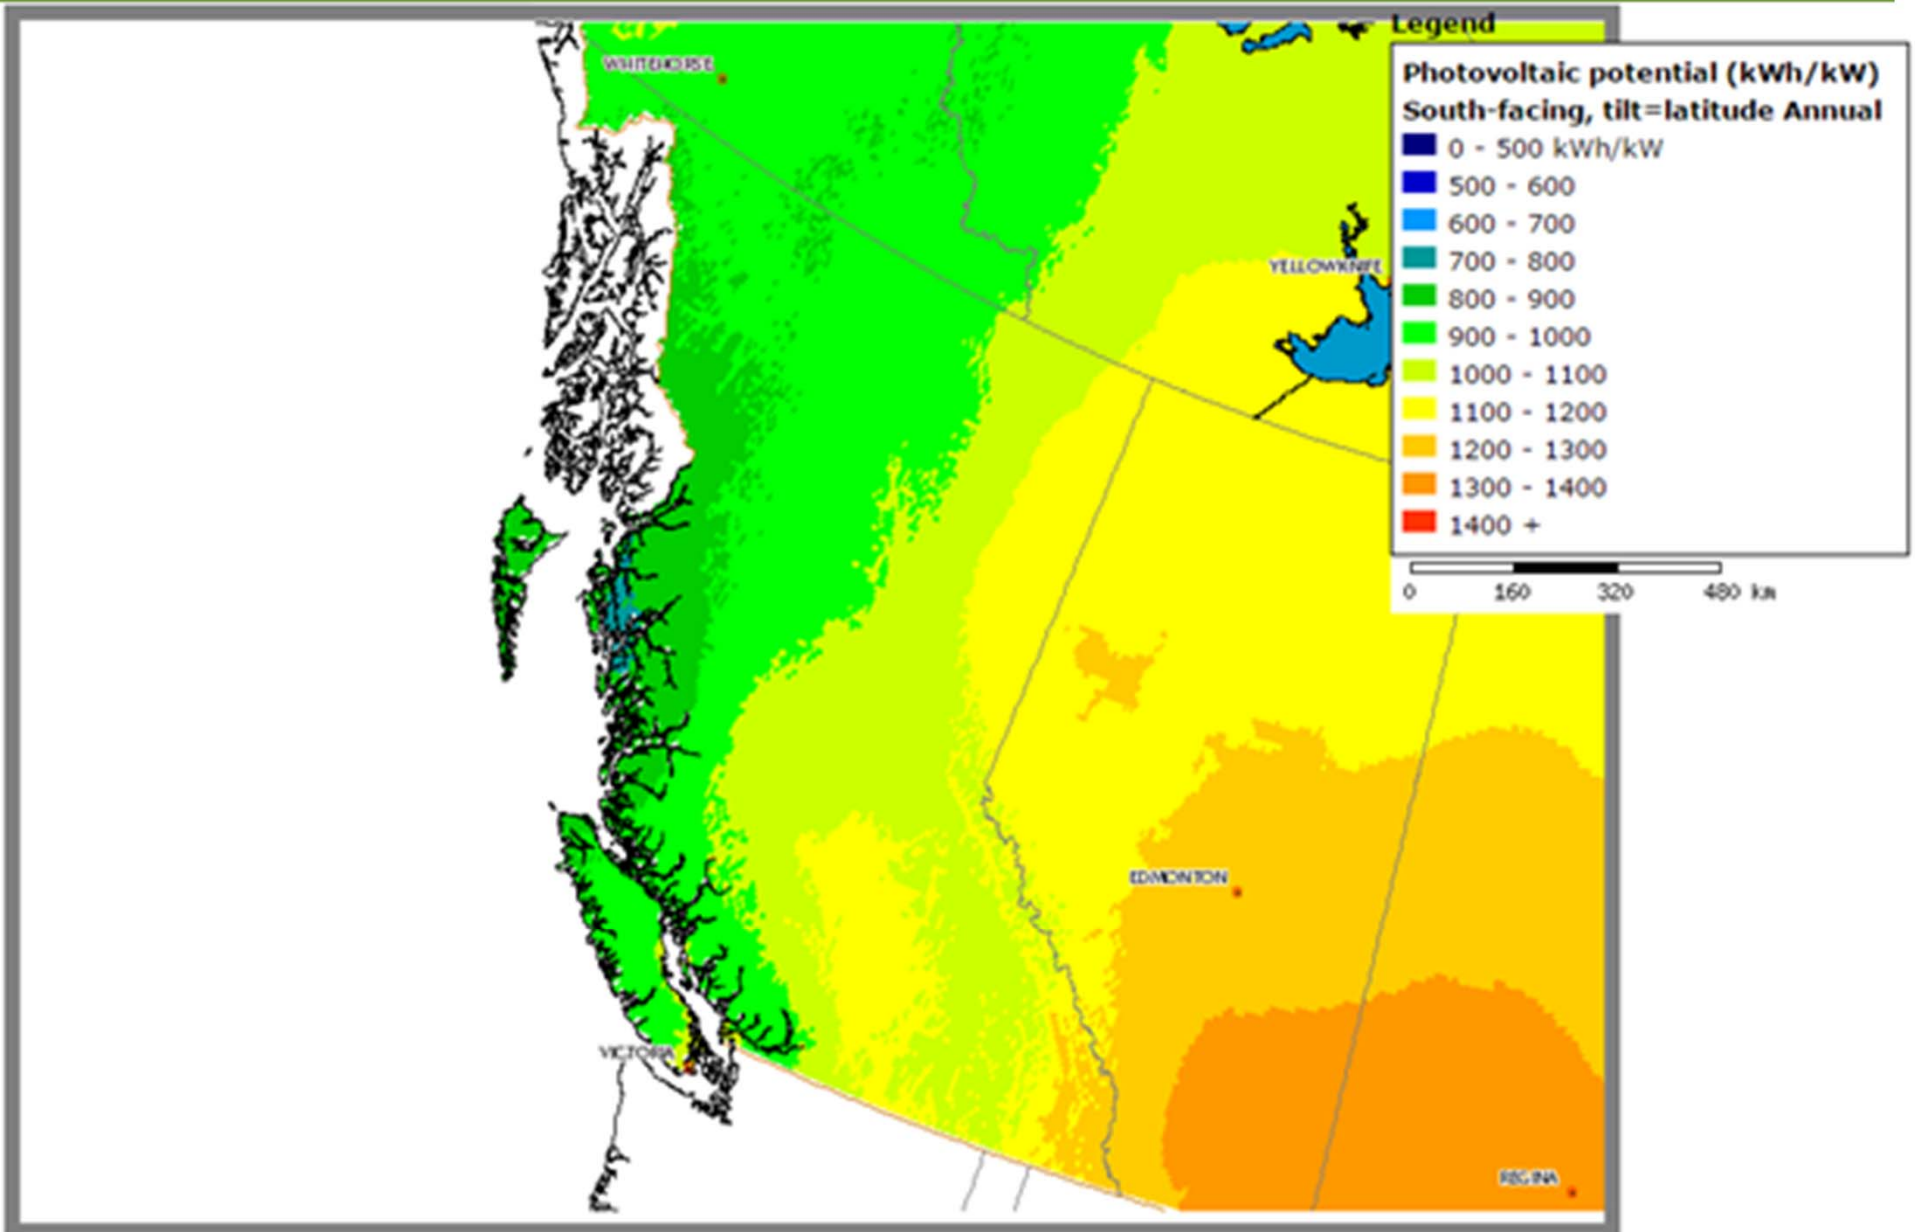 Legend
Photovoltaic potential (kWh/kW)
South-facing, tilt=latitude Annual
0 - 500 kWh/kW
500 - 600
600 - 700
700 - 800
800 - 900
900 - 1000
1000 - 1100
1100 - 1200
1200 - 1300
1300 - 1400
1400 +
0 160 320 480 km
WHITEHORSE
YELLOWKNIFE
EDMONTON
VICTORIA
REGINA